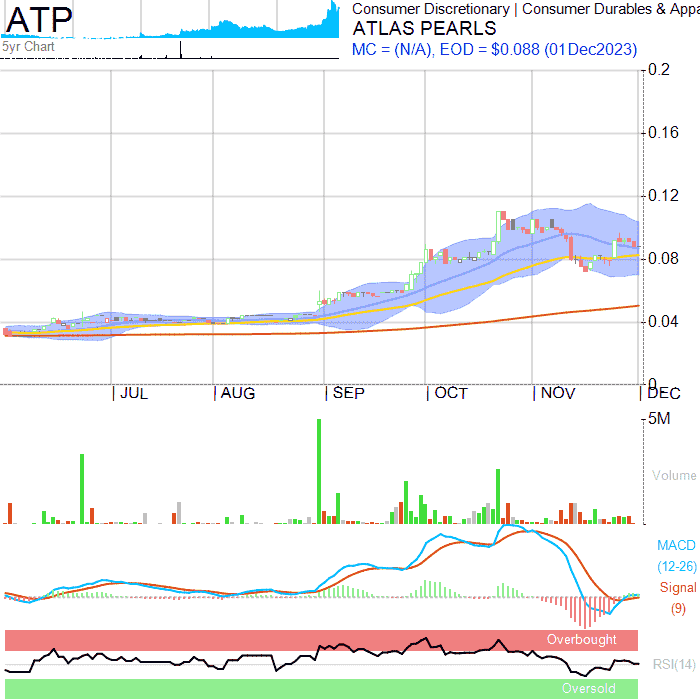 ATP
5yr Chart
Consumer Discretionary | Consumer Durables & Appa
ATLAS PEARLS
MC = (N/A), EOD = $0.088 (01Dec2023)
0.2
0.16
0.12
0.08
0.04
0
JUL AUG SEP OCT NOV DEC
5M
Volume
MACD
(12-26)
Signal
(9)
Overbought
RSI(14)
Oversold